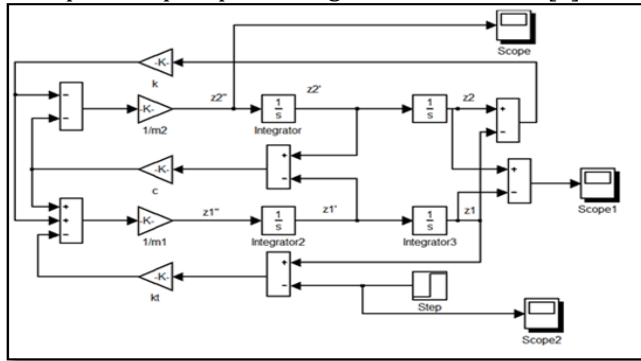 Scope
-K-
k
-K-
1/m2
z2''
1
s
Integrator
z2'
1
s
z2
-K-
c
Scope1
-K-
1/m1
z1''
1
s
Integrator2
z1'
1
s
Integrator3
z1
-K-
kt
Step
Scope2